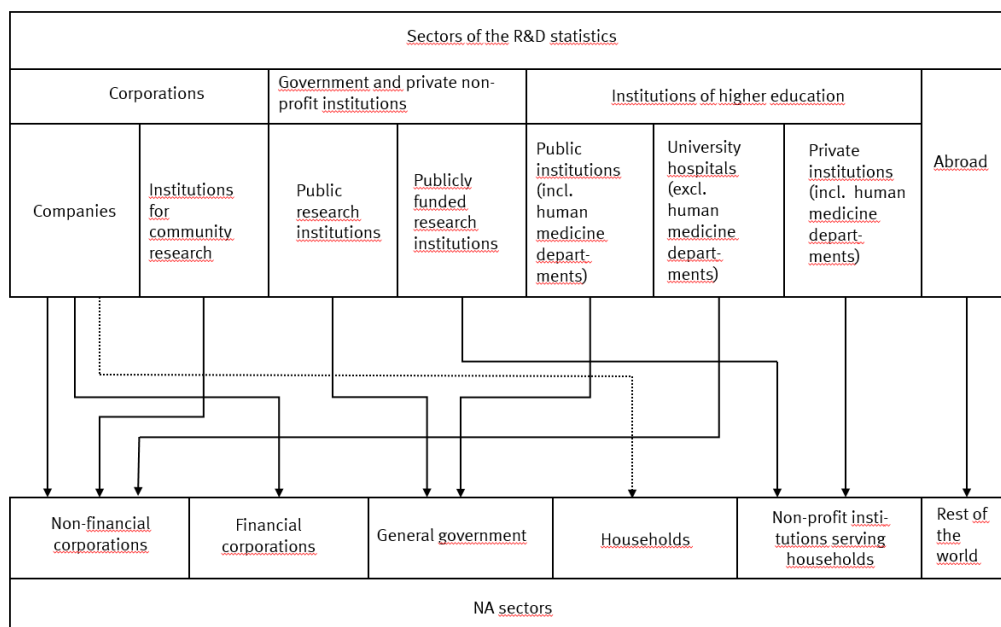 Sectors of the R&D statistics
Corporations
Government and private non-
profit institutions
Institutions of higher education
Abroad
Companies
Institutions
for
community
research
Public
research
institutions
Publicly
funded
research
institutions
Public
institutions
(incl.
human
medicine
depart-
ments)
University
hospitals
(excl.
human
medicine
depart-
ments)
Private
institutions
(incl. human
medicine
depart-
ments)
Non-financial
corporations
Financial
corporations
General government
Households
Non-profit insti-
tutions serving
households
Rest of
the
world
NA sectors